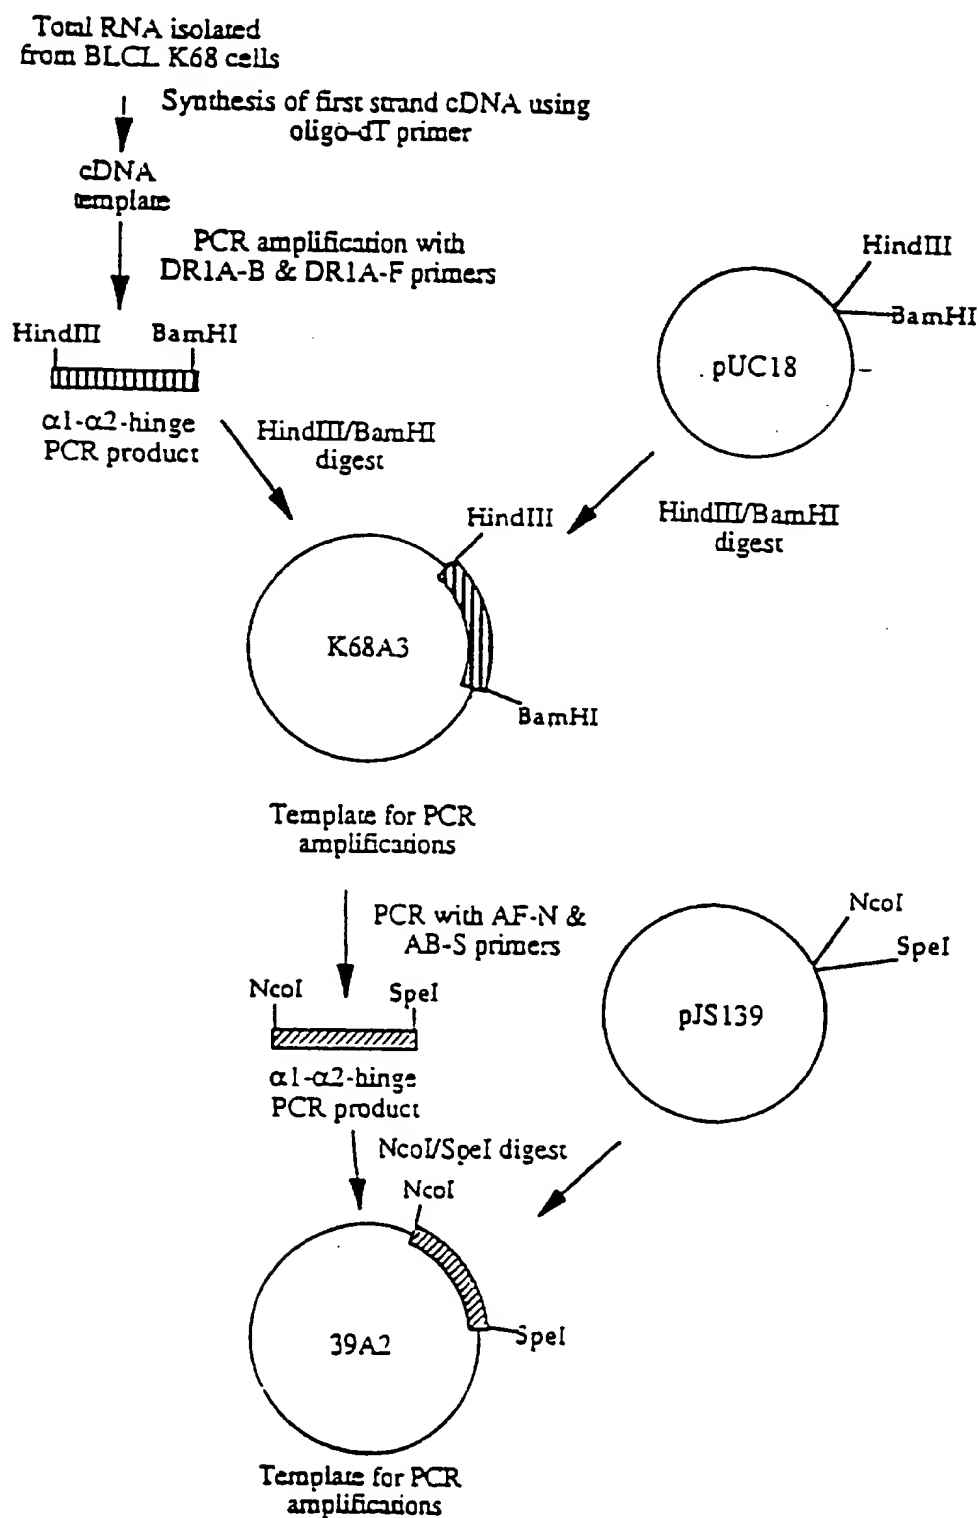 Total RNA isolated
from BLCL K68 cells
Synthesis of first strand cDNA using
oligo-dT primer
cDNA
template
PCR amplification with
DR1A-B & DR1A-F primers
HindIII
BamHI
HindIII
BamHI
pUC18
α1-α2-hinge
PCR product
HindIII/BamHI
digest
HindIII/BamHI
digest
HindIII
K68A3
BamHI
Template for PCR
amplifications
PCR with AF-N &
AB-S primers
NcoI
SpeI
NcoI
SpeI
pJS139
α1-α2-hinge
PCR product
NcoI/SpeI digest
NcoI
39A2
SpeI
Template for PCR
amplifications